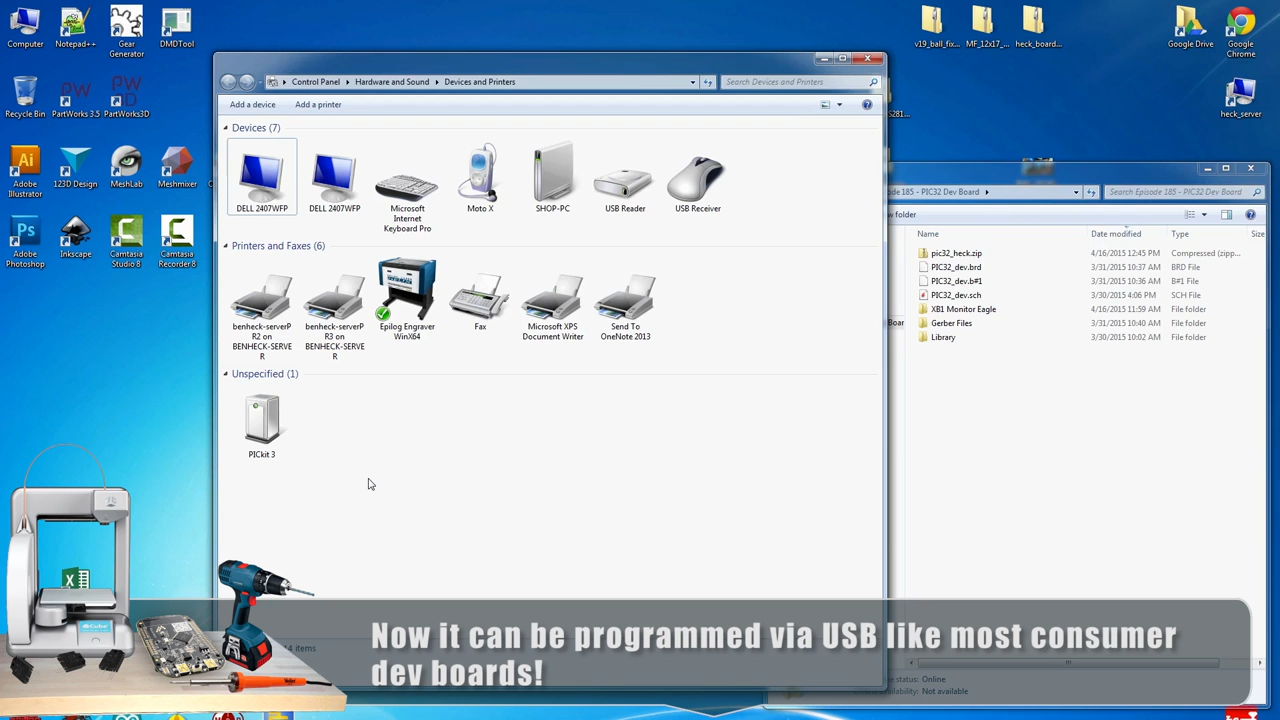 Computer
Notepad++
Gear
Generator
DMDTool
v19_ball_fix...
MF_12x17_...
heck_board...
Google Drive
Google
Chrome
Recycle Bin
PartWorks 3.5
PartWorks3D
heck_server
Adobe
Illustrator
123D Design
MeshLab
Meshmixer
Adobe
Photoshop
Inkscape
Camtasia
Studio 8
Camtasia
Recorder 8
Control Panel
Hardware and Sound
Devices and Printers
Search Devices and Printers
Add a device
Add a printer
Devices (7)
DELL 2407WFP
DELL 2407WFP
Microsoft
Internet
Keyboard Pro
Moto X
SHOP-PC
USB Reader
USB Receiver
Printers and Faxes (6)
benheck-serverP
R2 on
BENHECK-SERVE
R
benheck-serverP
R3 on
BENHECK-SERVE
R
Epilog Engraver
WinX64
Fax
Microsoft XPS
Document Writer
Send To
OneNote 2013
Unspecified (1)
PICkit 3
14 items
S281...
ode 185 - PIC32 Dev Board
Search Episode 185 - PIC32 Dev Board
w folder
Name
Date modified
Type
Size
pic32_heck.zip
4/16/2015 12:45 PM
Compressed (zipp...
PIC32_dev.brd
3/31/2015 10:37 AM
BRD File
PIC32_dev.b#1
3/31/2015 10:36 AM
B#1 File
PIC32_dev.sch
3/30/2015 4:06 PM
SCH File
XB1 Monitor Eagle
4/16/2015 11:59 AM
File folder
Gerber Files
3/31/2015 10:40 AM
File folder
Library
3/30/2015 10:02 AM
File folder
Boar
Now it can be programmed via USB like most consumer
dev boards!
e status: Online
availability: Not available